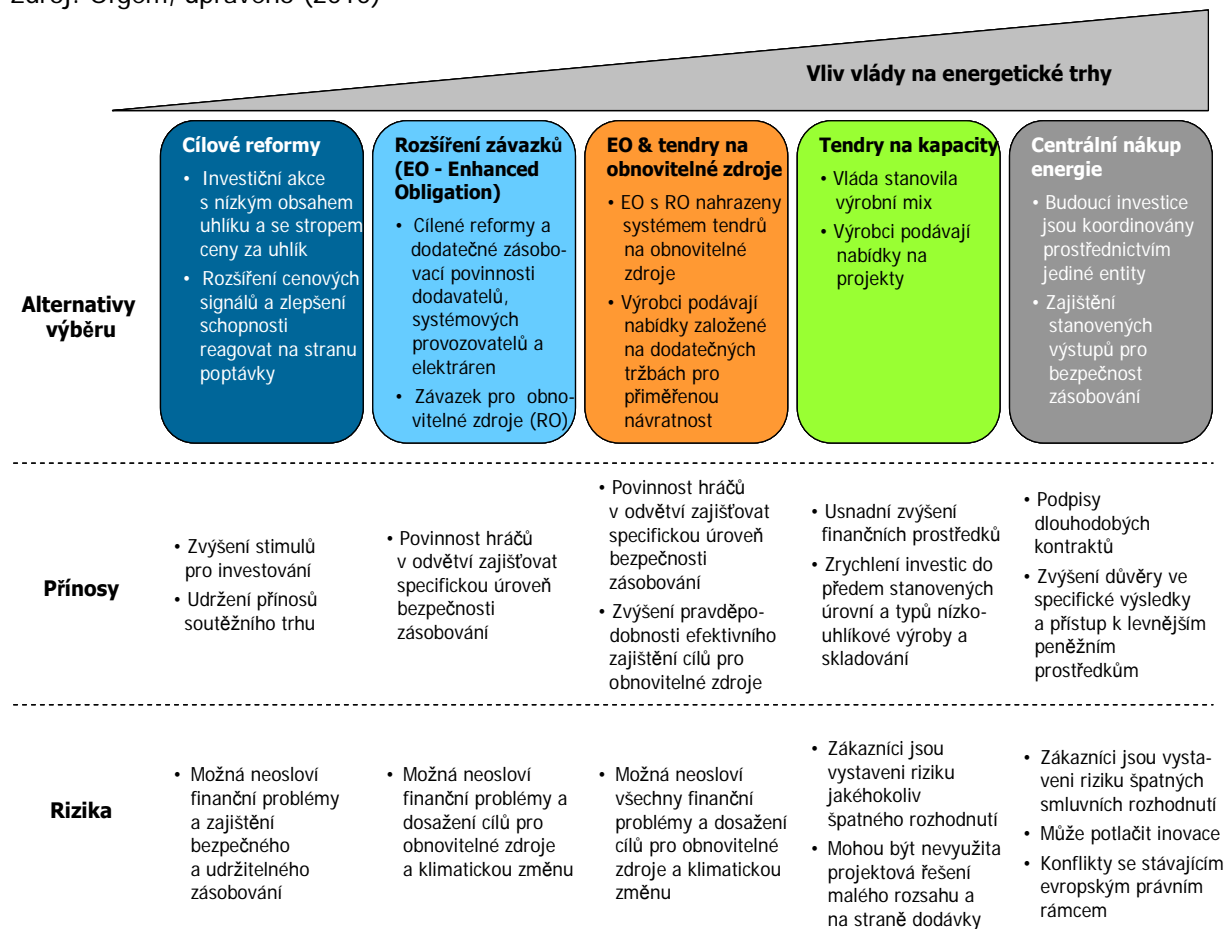 Vliv vlády na energetické trhy
Alternativy
výběru
Cílové reformy
• Investiční akce
s nízkým obsahem
uhlíku a se stropem
ceny za uhlík
• Rozšíření cenových
signálů a zlepšení
schopnosti
reagovat na stranu
poptávky
Rozšíření závazků
(EO - Enhanced
Obligation)
• Cílené reformy a
dodatečné zásobo-
vací povinnosti
dodavatelů,
systémových
provozovatelů a
elektráren
• Závazek pro obno-
vitelné zdroje (RO)
EO & tendry na
obnovitelné zdroje
• EO s RO nahrazeny
systémem tendrů
na obnovitelné
zdroje
• Výrobci podávají
nabídky založené
na dodatečných
tržbách pro
přiměřenou
návratnost
Tendry na kapacity
• Vláda stanovila
výrobní mix
• Výrobci podávají
nabídky na
projekty
Centrální nákup
energie
• Budoucí investice
jsou koordinovány
prostřednictvím
jediné entity
• Zajištění
stanovených
výstupů pro
bezpečnost
zásobování
Přínosy
• Zvýšení stimulů
pro investování
• Udržení přínosů
soutěžního trhu
• Povinnost hráčů
v odvětví zajišťovat
specifickou úroveň
bezpečnosti
zásobování
• Povinnost hráčů
v odvětví zajišťovat
specifickou úroveň
bezpečnosti
zásobování
• Zvýšení pravděpo-
dobnosti efektivního
zajištění cílů pro
obnovitelné zdroje
• Usnadní zvýšení
finančních prostředků
• Zrychlení investic do
předem stanovených
úrovní a typů nízko-
uhlíkové výroby a
skladování
• Podpisy
dlouhodobých
kontraktů
• Zvýšení důvěry ve
specifické výsledky
a přístup k levnějším
peněžním
prostředkům
Rizika
• Možná neosloví
finanční problémy
a zajištění
bezpečného
a udržitelného
zásobování
• Možná neosloví
finanční problémy a
dosažení cílů pro
obnovitelné zdroje
a klimatickou změnu
• Možná neosloví
všechny finanční
problémy a dosažení
cílů pro obnovitelné
zdroje a klimatickou
změnu
• Zákazníci jsou
vystaveni riziku
jakéhokoliv
špatného rozhodnutí
• Mohou být nevyužita
projektová řešení
malého rozsahu a
na straně dodávky
• Zákazníci jsou vysta-
veni riziku špatných
smluvních rozhodnutí
• Může potlačit inovace
• Konflikty se stávajícím
evropským právním
rámcem